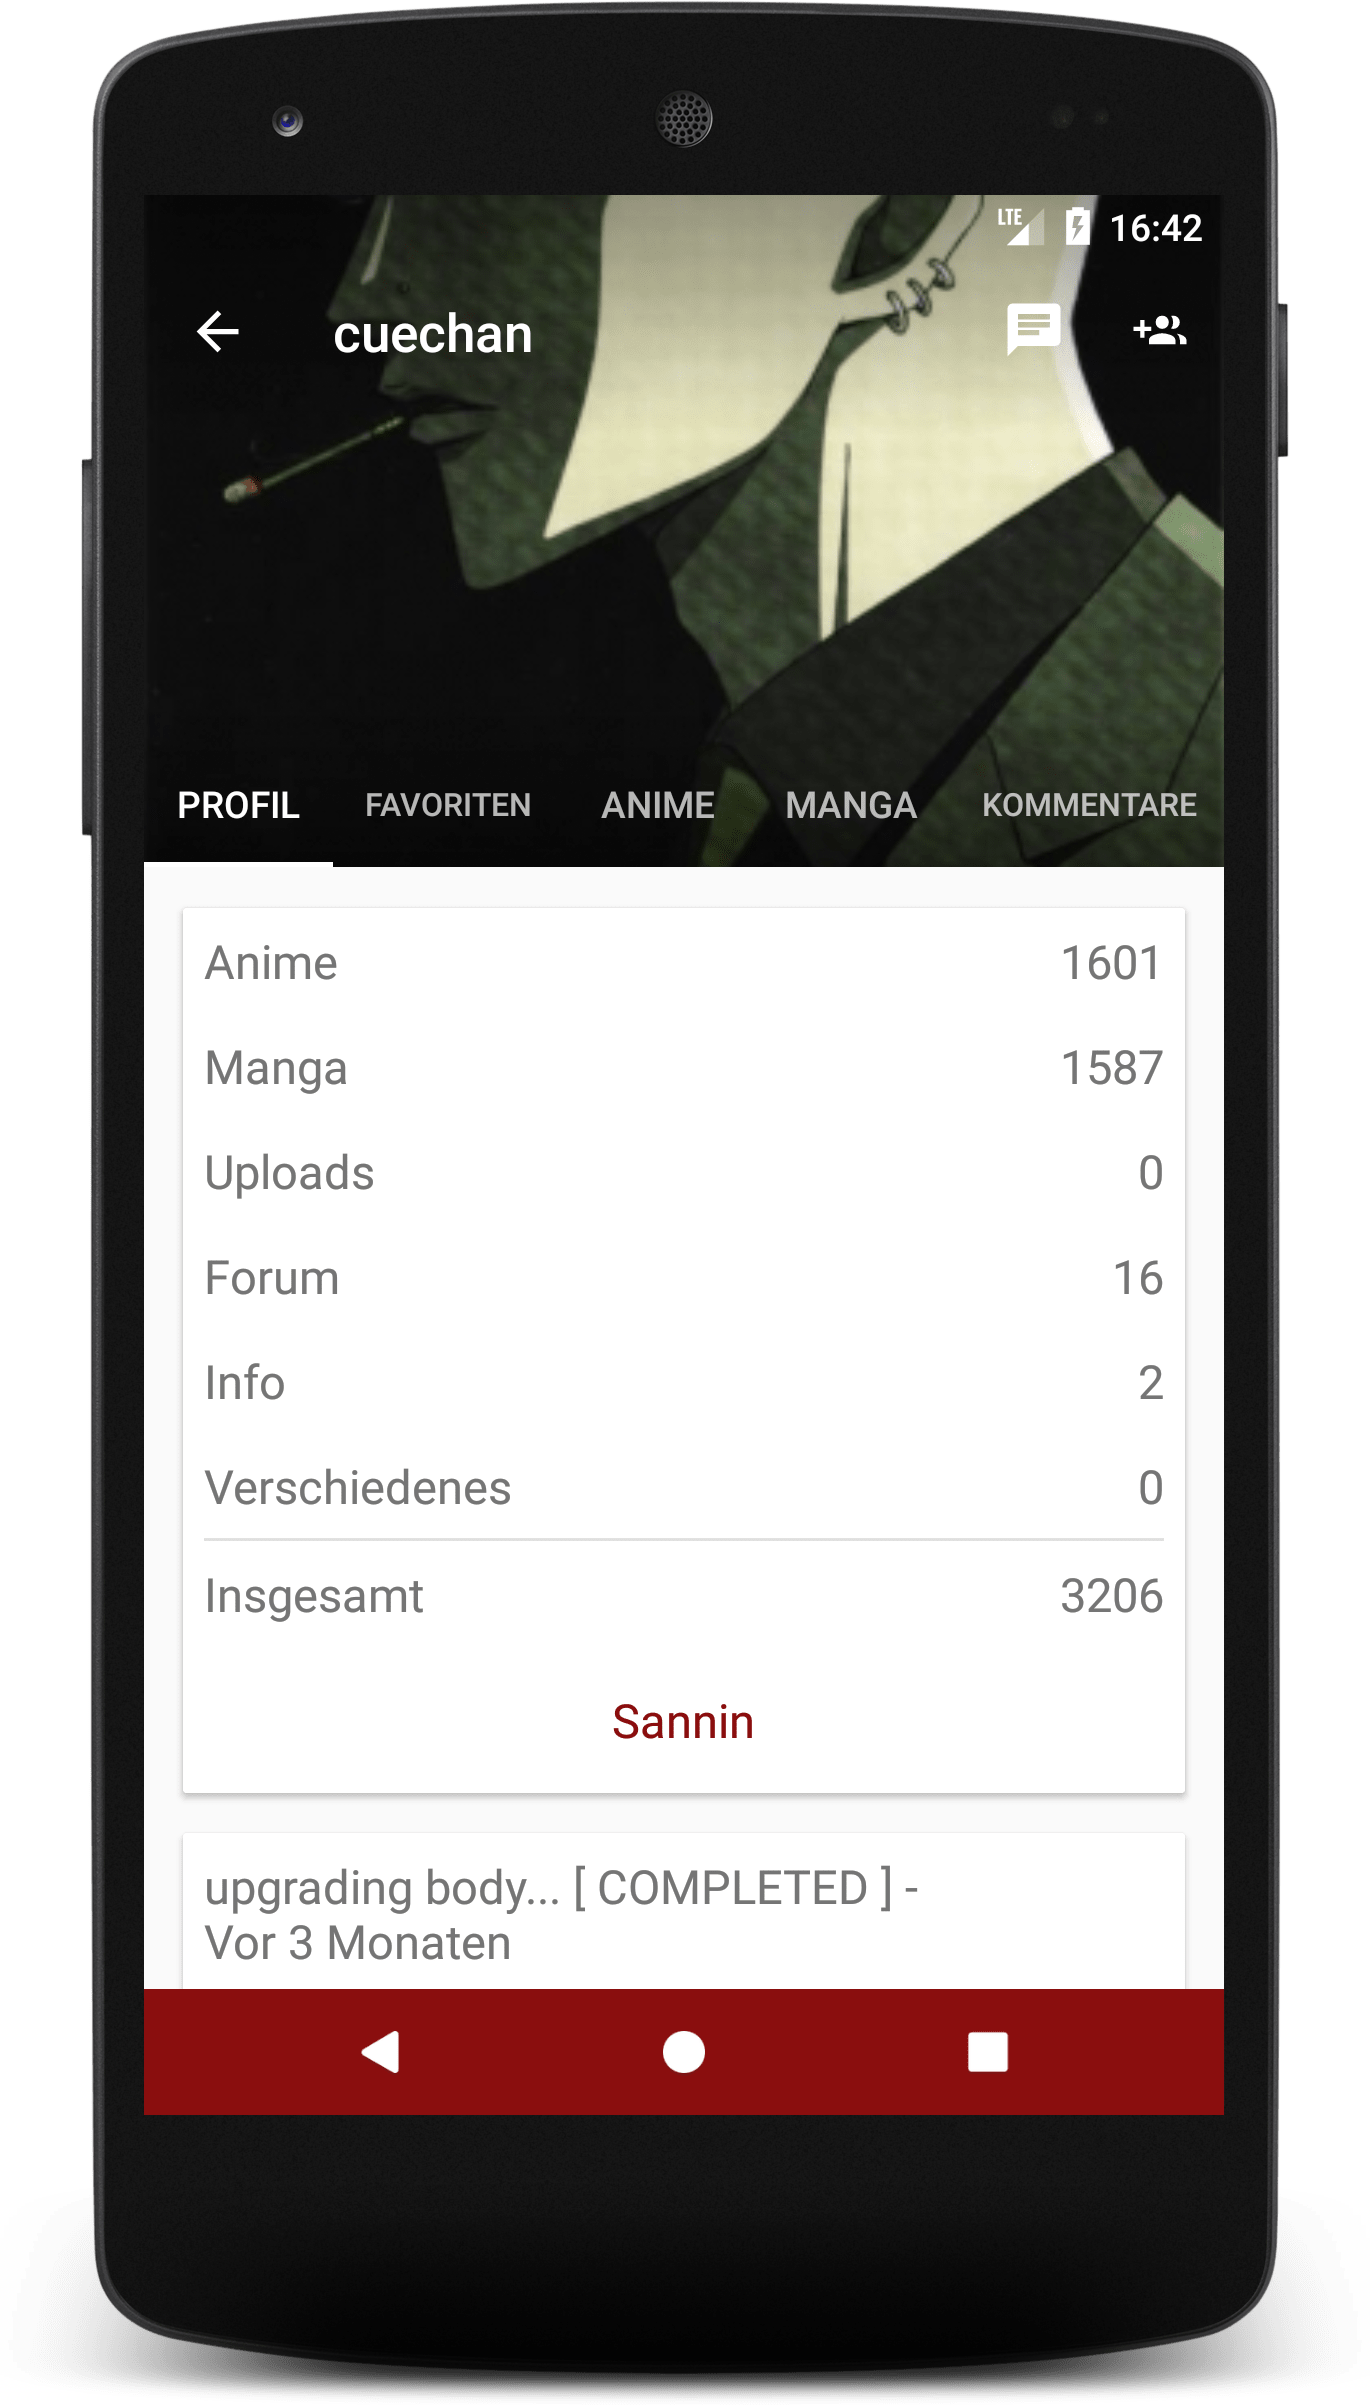 LTE 16:42
cuechan
PROFIL FAVORITEN ANIME MANGA KOMMENTARE
Anime 1601
Manga 1587
Uploads 0
Forum 16
Info 2
Verschiedenes 0
Insgesamt 3206
Sannin
upgrading body... [ COMPLETED ] -
Vor 3 Monaten